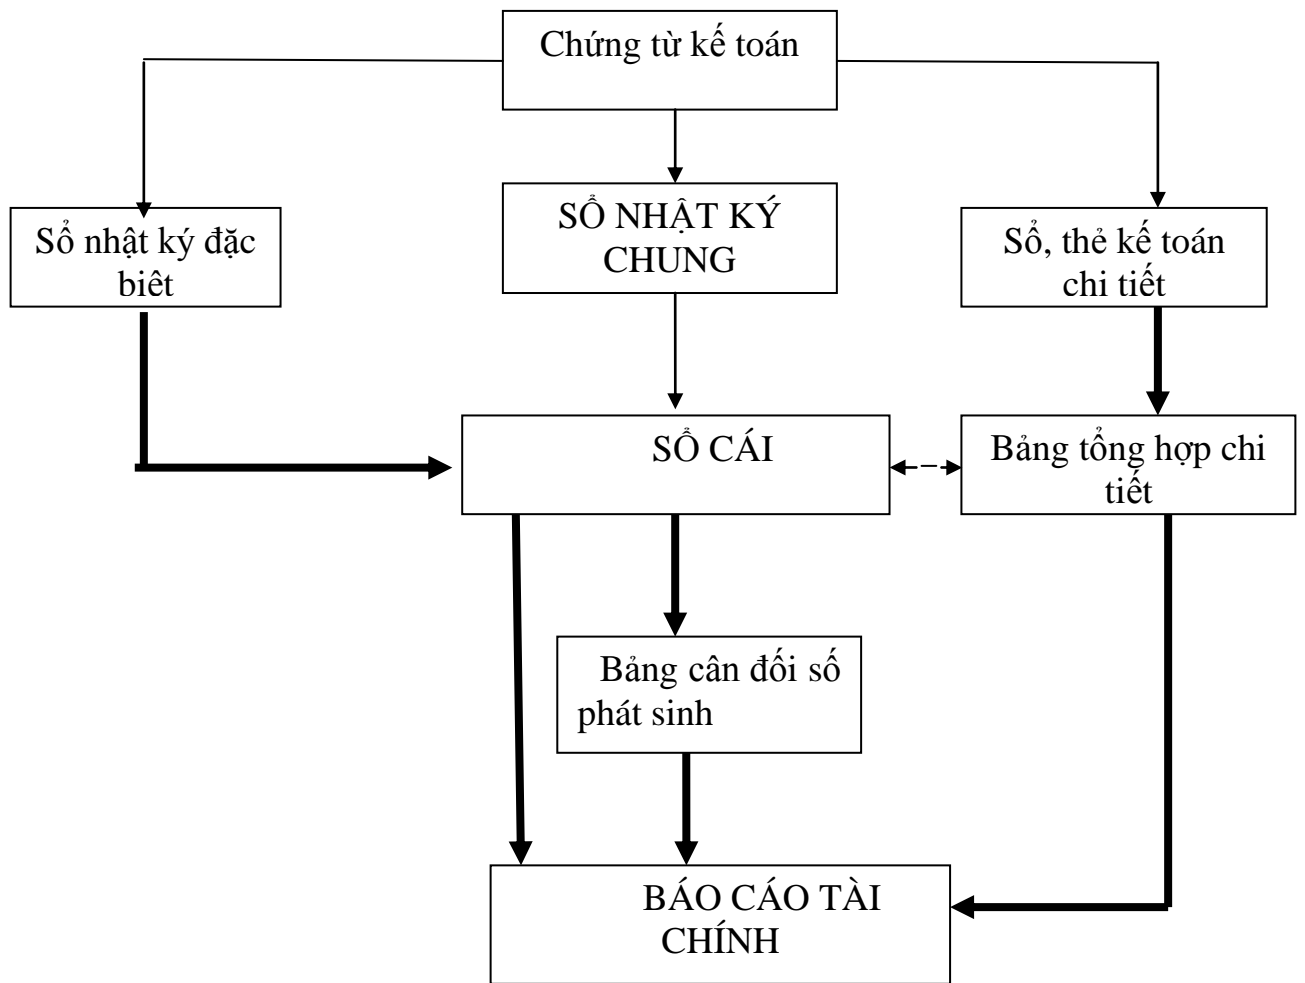 Chứng từ kế toán
SỔ NHẬT KÝ
CHUNG
Sổ nhật ký đặc
biêt
Sổ, thẻ kế toán
chi tiết
SỔ CÁI
Bảng tổng hợp chi
tiết
Bảng cân đối số
phát sinh
BÁO CÁO TÀI
CHÍNH